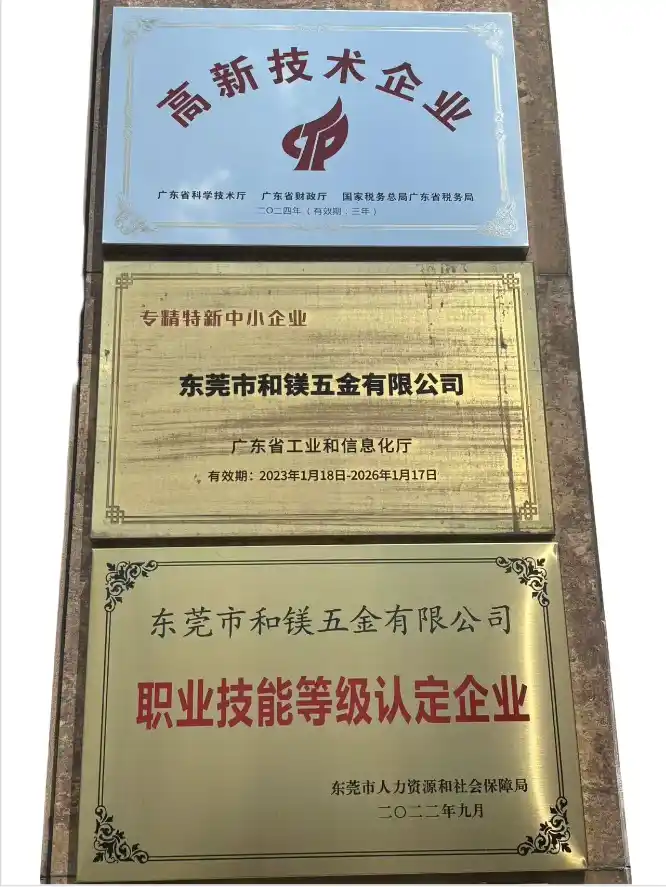 高新技术企业
广东省科学技术厅 广东省财政厅 国家税务总局广东省税务局
二〇二四年（有效期：三年）
专精特新中小企业
东莞市和镁五金有限公司
广东省工业和信息化厅
有效期：2023年1月18日-2026年1月17日
东莞市和镁五金有限公司
职业技能等级认定企业
东莞市人力资源和社会保障局
二〇二二年九月